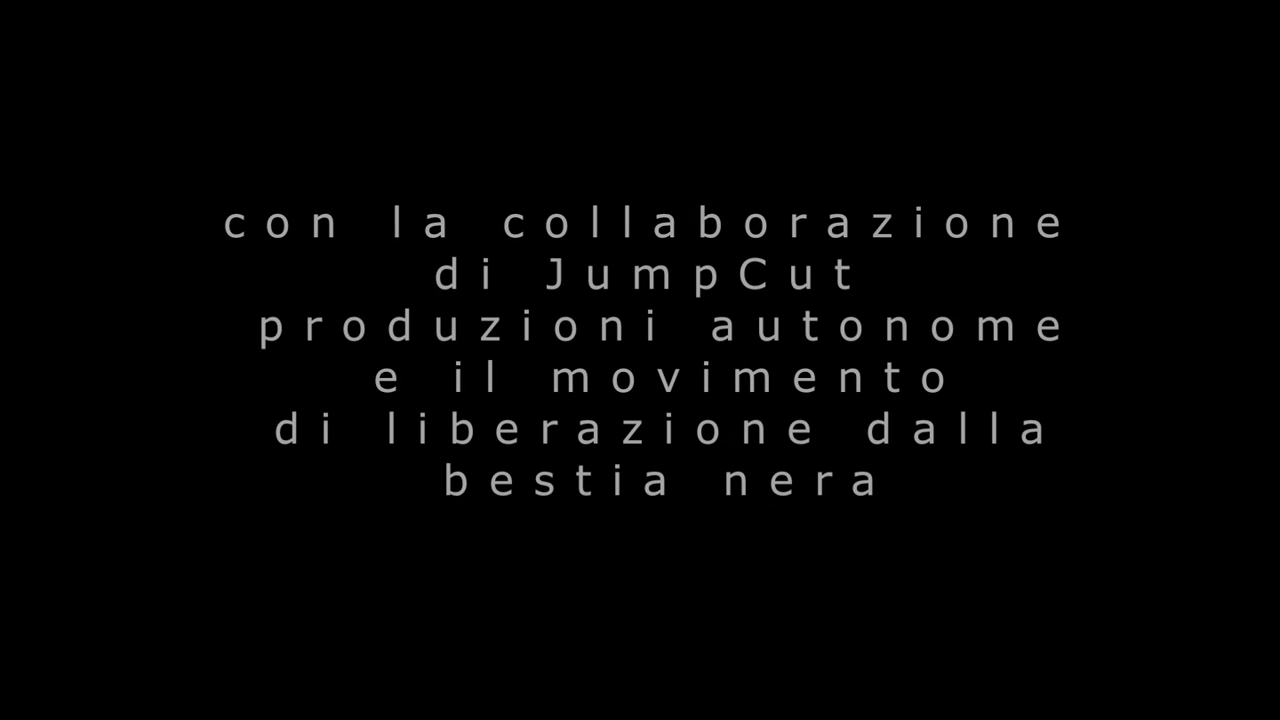 con la collaborazione
di JumpCut
produzioni autonome
e il movimento
di liberazione dalla
bestia nera